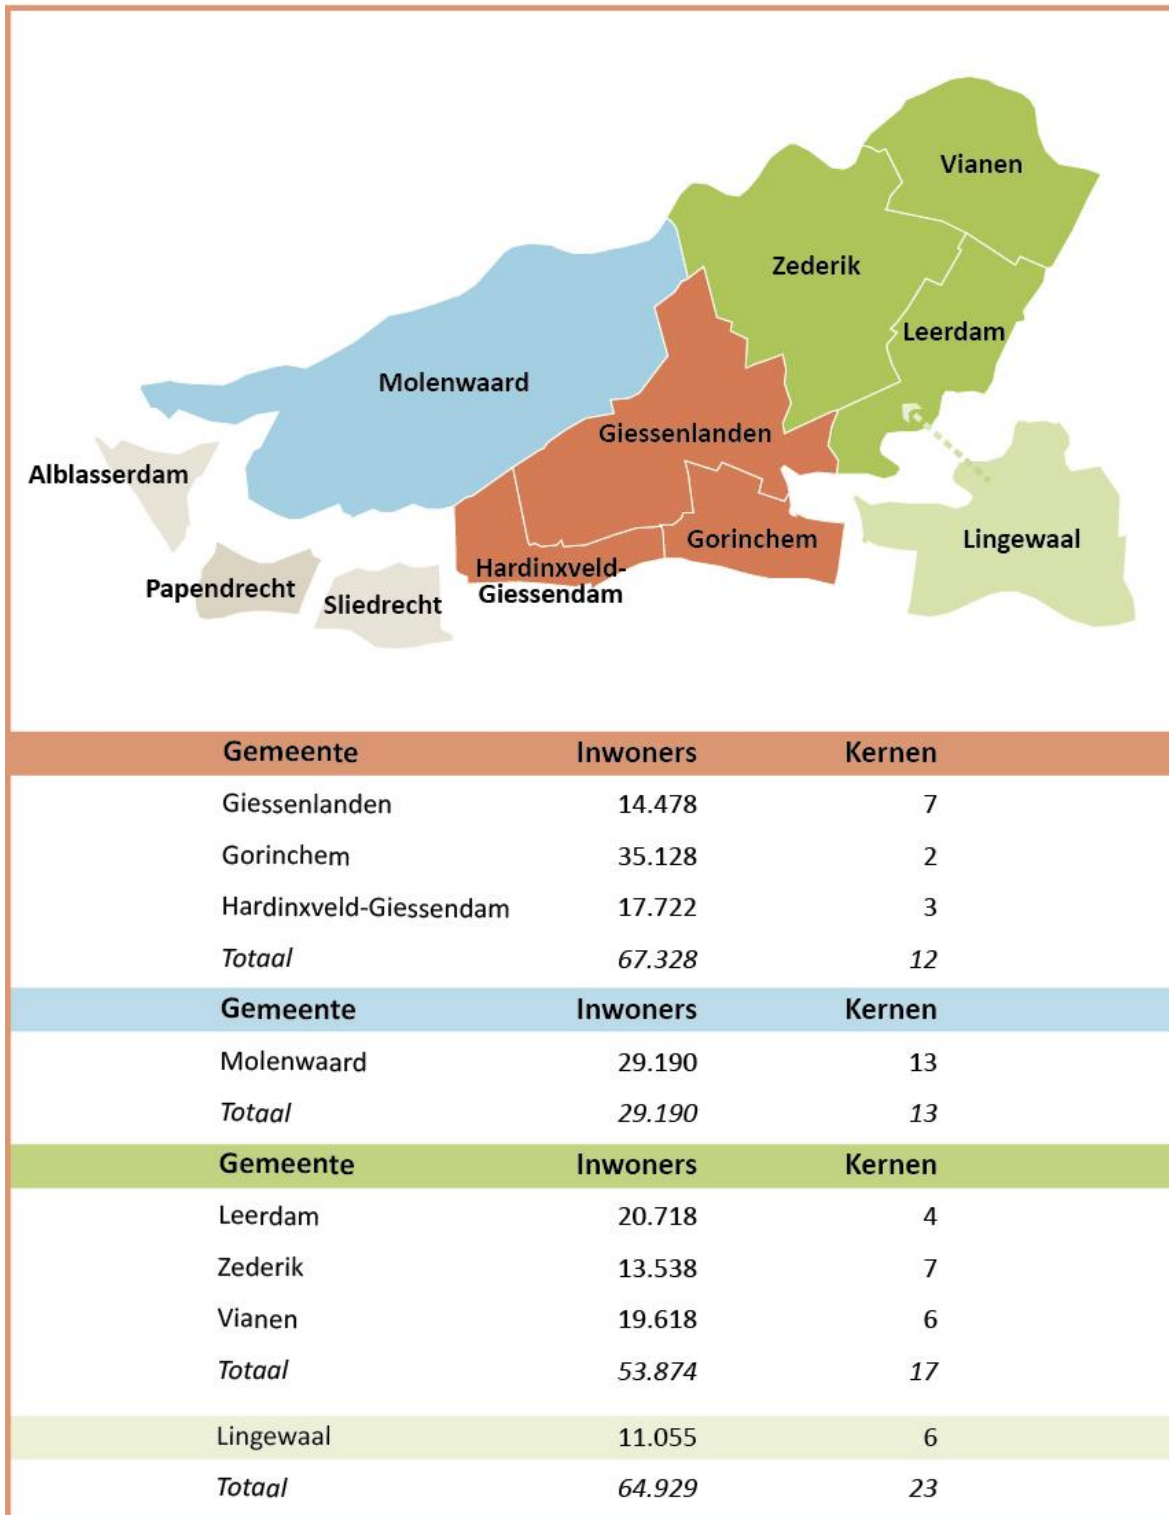 Vianen
Zederik
Leerdam
Molenwaard
Giessenlanden
Alblasserdam
Gorinchem
Lingewaal
Hardinxveld-
Giessendam
Papendrecht
Sliedrecht
Gemeente Inwoners Kernen
Giessenlanden 14.478 7
Gorinchem 35.128 2
Hardinxveld-Giessendam 17.722 3
Totaal 67.328 12
Gemeente Inwoners Kernen
Molenwaard 29.190 13
Totaal 29.190 13
Gemeente Inwoners Kernen
Leerdam 20.718 4
Zederik 13.538 7
Vianen 19.618 6
Totaal 53.874 17
Lingewaal 11.055 6
Totaal 64.929 23